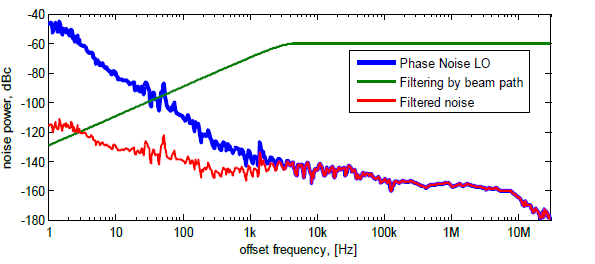 -40
-60
-80
-100
-120
-140
-160
-180
noise power, dBc
Phase Noise LO
Filtering by beam path
Filtered noise
1 10 100 1k 10k 100k 1M 10M
offset frequency, [Hz]